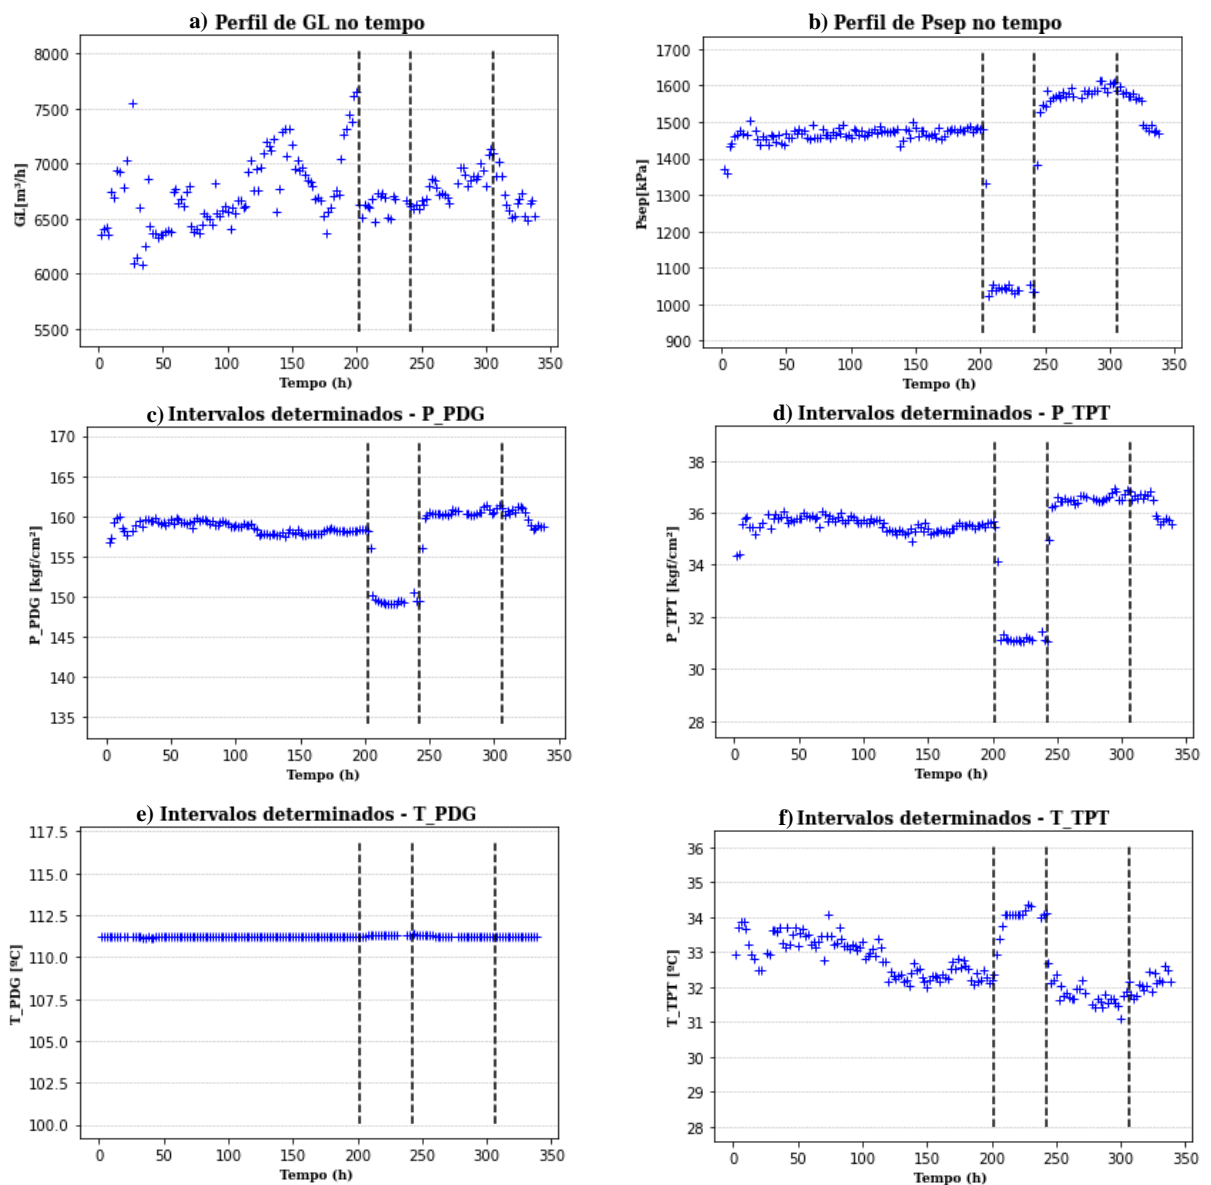 a) Perfil de GL no tempo
8000
7500
7000
6500
6000
5500
GL[m³/h]
0 50 100 150 200 250 300 350
Tempo (h)
b) Perfil de Psep no tempo
1700
1600
1500
1400
1300
1200
1100
1000
900
Psep[kPa]
0 50 100 150 200 250 300 350
Tempo (h)
c) Intervalos determinados - P_PDG
170
165
160
155
150
145
140
135
P_PDG [kgf/cm²]
0 50 100 150 200 250 300 350
Tempo (h)
d) Intervalos determinados - P_TPT
38
36
34
32
30
28
P_TPT [kgf/cm²]
0 50 100 150 200 250 300 350
Tempo (h)
e) Intervalos determinados - T_PDG
117.5
115.0
112.5
110.0
107.5
105.0
102.5
100.0
T_PDG [ºC]
0 50 100 150 200 250 300 350
Tempo (h)
f) Intervalos determinados - T_TPT
36
35
34
33
32
31
30
29
28
T_TPT [ºC]
0 50 100 150 200 250 300 350
Tempo (h)